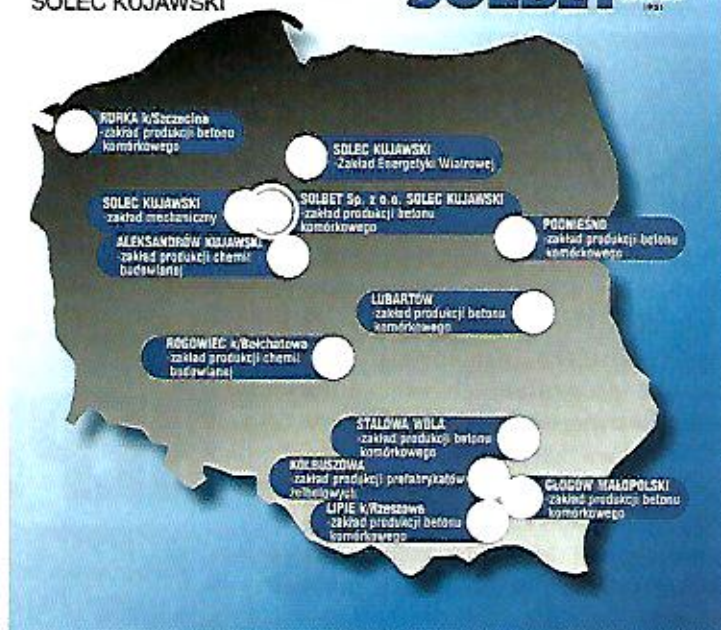 SOLEC KUJAWSKI
SOLBET
1951
RURKA k/Szczecina
-zakład produkcji betonu
komórkowego
SOLEC KUJAWSKI
-Zakład Energetyki Wiatrowej
SOLEC KUJAWSKI
-zakład mechaniczny
SOLBET Sp. z o.o. SOLEC KUJAWSKI
-zakład produkcji betonu
komórkowego
ALEKSANDRÓW KUJAWSKI
-zakład produkcji chemii
budowlanej
PODNIEŚNO
-zakład produkcji betonu
komórkowego
LUBARTÓW
-zakład produkcji betonu
komórkowego
ROGOWIEC k/Bełchatowa
-zakład produkcji chemii
budowlanej
STALOWA WOLA
-zakład produkcji betonu
komórkowego
KOLBUSZOWA
-zakład produkcji prefabrykatów
żelbetowych
GŁOGÓW MAŁOPOLSKI
-zakład produkcji betonu
komórkowego
LIPIE k/Rzeszowa
-zakład produkcji betonu
komórkowego